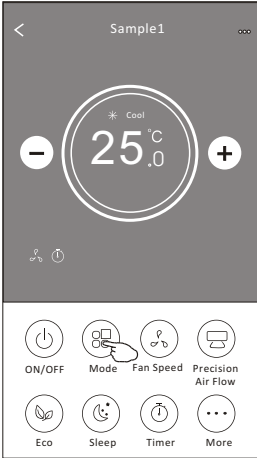 Sample1
Cool
25.0 °C
ON/OFF
Mode
Fan Speed
Precision
Air Flow
Eco
Sleep
Timer
More